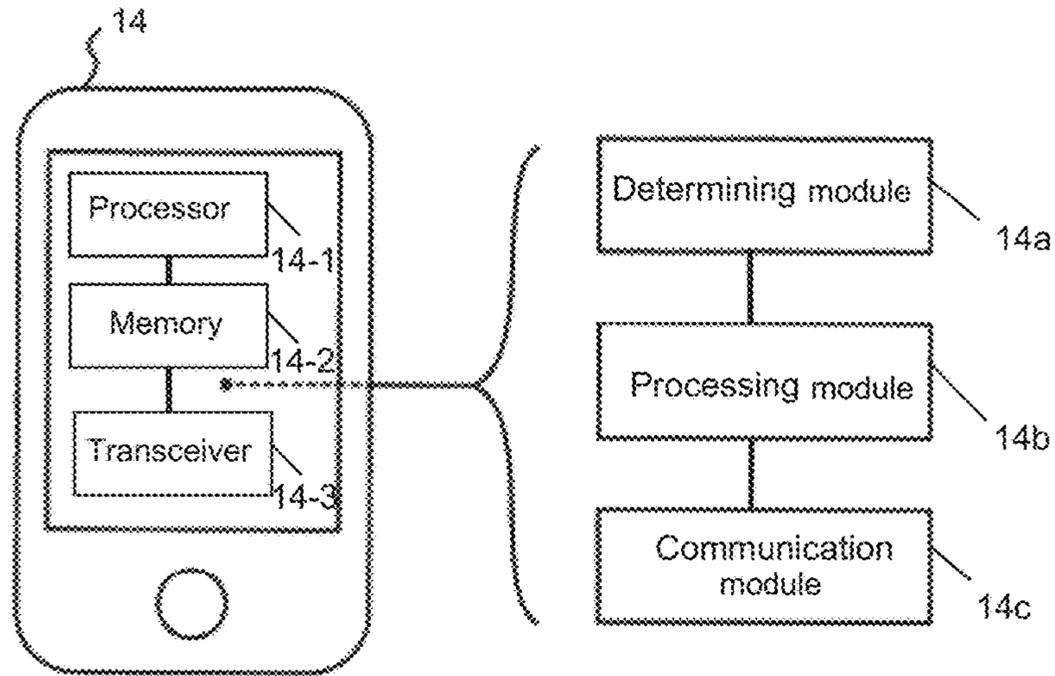 14
Processor
14-1
Memory
14-2
Transceiver
14-3
Determining module
14a
Processing module
14b
Communication
module
14c